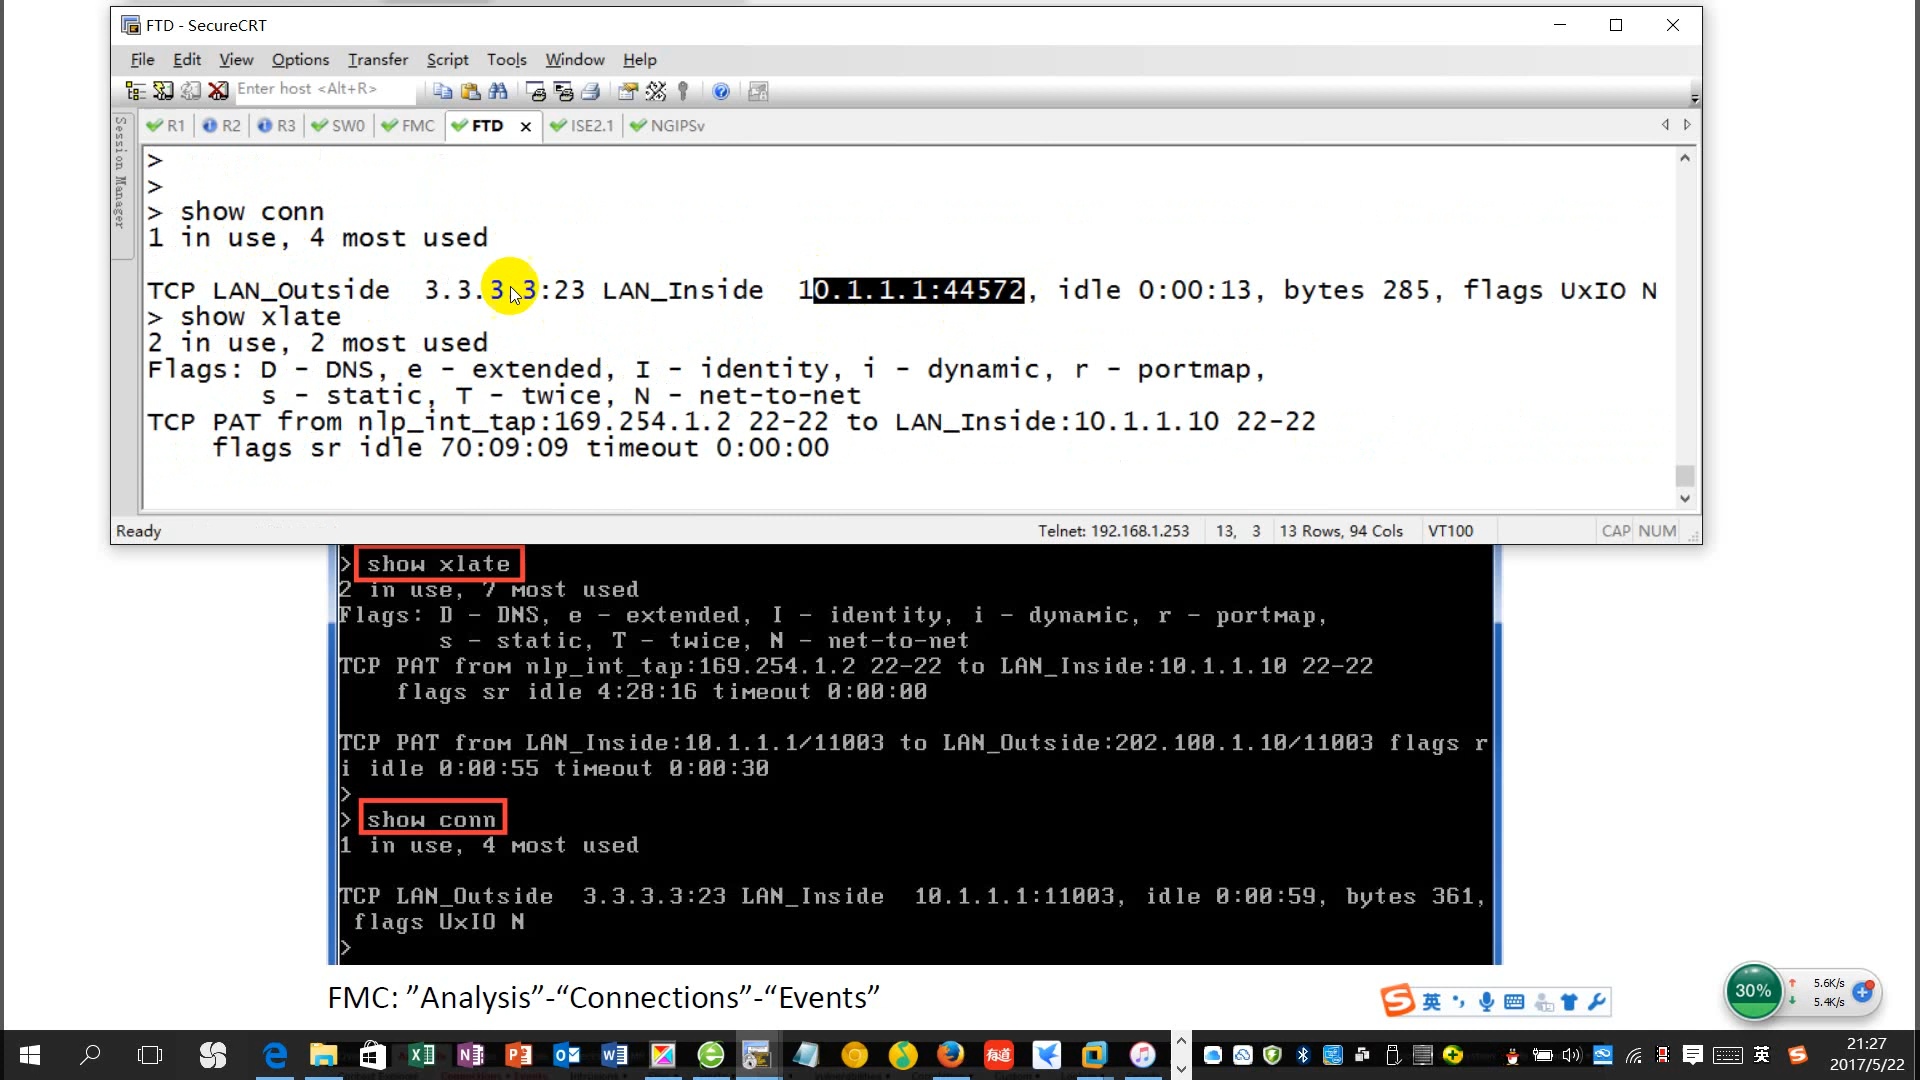 FTD - SecureCRT
File Edit View Options Transfer Script Tools Window Help
Enter host <Alt+R>
Session Manager
R1 R2 R3 SW0 FMC FTD ISE2.1 NGIPSv
>
>
> show conn
1 in use, 4 most used
TCP LAN_Outside 3.3.3.3:23 LAN_Inside 10.1.1.1:44572, idle 0:00:13, bytes 285, flags UxIO N
> show xlate
2 in use, 2 most used
Flags: D - DNS, e - extended, I - identity, i - dynamic, r - portmap,
s - static, T - twice, N - net-to-net
TCP PAT from nlp_int_tap:169.254.1.2 22-22 to LAN_Inside:10.1.1.10 22-22
flags sr idle 70:09:09 timeout 0:00:00
Ready Telnet: 192.168.1.253 13, 3 13 Rows, 94 Cols VT100 CAP NUM
> show xlate
2 in use, 7 most used
Flags: D - DNS, e - extended, I - identity, i - dynamic, r - portmap,
s - static, T - twice, N - net-to-net
TCP PAT from nlp_int_tap:169.254.1.2 22-22 to LAN_Inside:10.1.1.10 22-22
flags sr idle 4:28:16 timeout 0:00:00
TCP PAT from LAN_Inside:10.1.1.1/11003 to LAN_Outside:202.100.1.10/11003 flags r
i idle 0:00:55 timeout 0:00:30
>
> show conn
1 in use, 4 most used
TCP LAN_Outside 3.3.3.3:23 LAN_Inside 10.1.1.1:11003, idle 0:00:59, bytes 361,
flags UxIO N
>
FMC: ”Analysis”-“Connections”-“Events”
英
30%
5.6K/s
5.4K/s
有道
英
21:27
2017/5/22